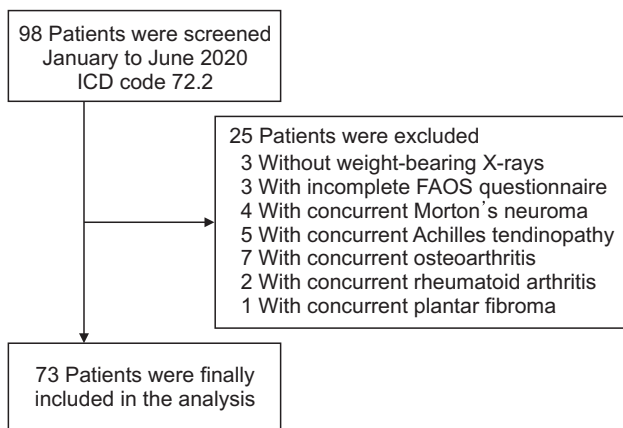 98 Patients were screened
January to June 2020
ICD code 72.2
25 Patients were excluded
3 Without weight-bearing X-rays
3 With incomplete FAOS questionnaire
4 With concurrent Morton’s neuroma
5 With concurrent Achilles tendinopathy
7 With concurrent osteoarthritis
2 With concurrent rheumatoid arthritis
1 With concurrent plantar fibroma
73 Patients were finally
included in the analysis